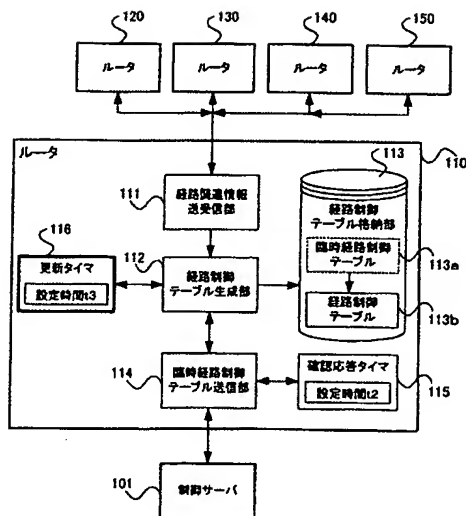 120
130
140
150
ルータ
ルータ
ルータ
ルータ
ルータ
113
110
111
経路関連情報
送受信部
経路制御
テーブル格納部
116
112
臨時経路制御
テーブル
113a
更新タイマ
設定時間t3
経路制御
テーブル生成部
経路制御
テーブル
113b
114
臨時経路制御
テーブル送信部
確認応答タイマ
設定時間t2
115
101
制御サーバ